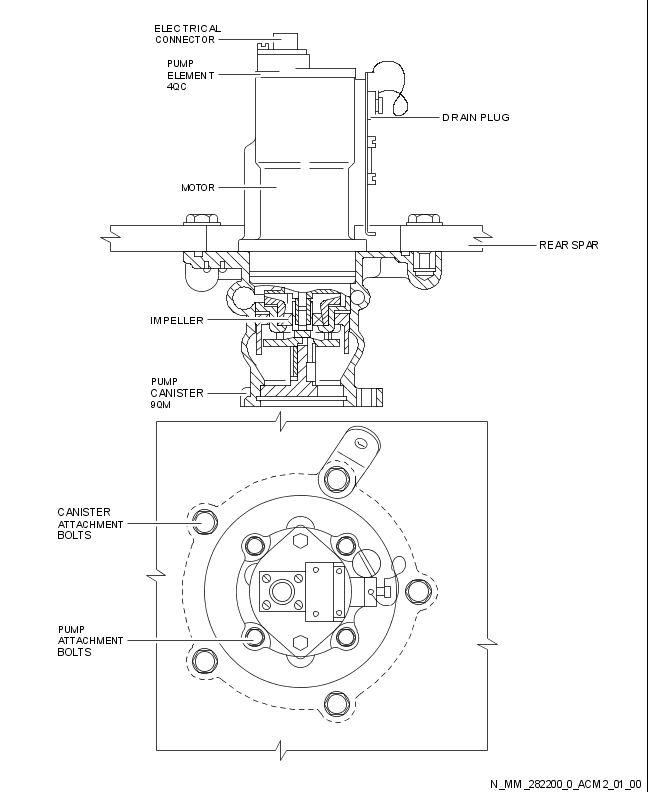 ELECTRICAL
CONNECTOR
PUMP
ELEMENT
4QC
DRAIN PLUG
MOTOR
REAR SPAR
IMPELLER
PUMP
CANISTER
9QM
CANISTER
ATTACHMENT
BOLTS
PUMP
ATTACHMENT
BOLTS
N_MM_282200_0_ACM2_01_00